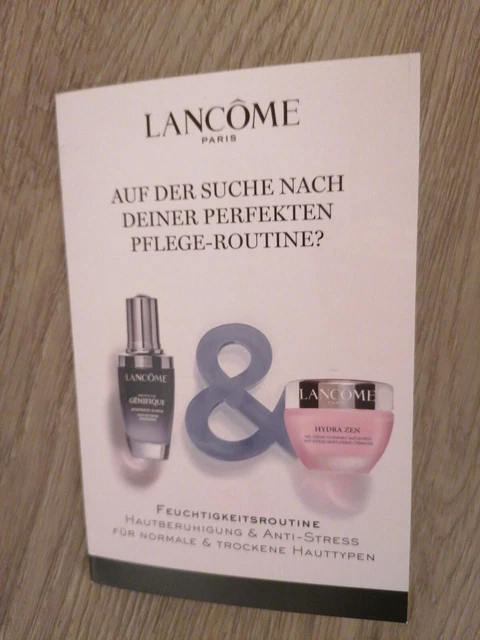 LANCÔME
PARIS
AUF DER SUCHE NACH
DEINER PERFEKTEN
PFLEGE-ROUTINE?
LANCÔME
GÉNIFIQUE
LANCÔME
HYDRA ZEN
FEUCHTIGKEITSROUTINE
HAUTBERUHIGUNG & ANTI-STRESS
FÜR NORMALE & TROCKENE HAUTTYPEN
&